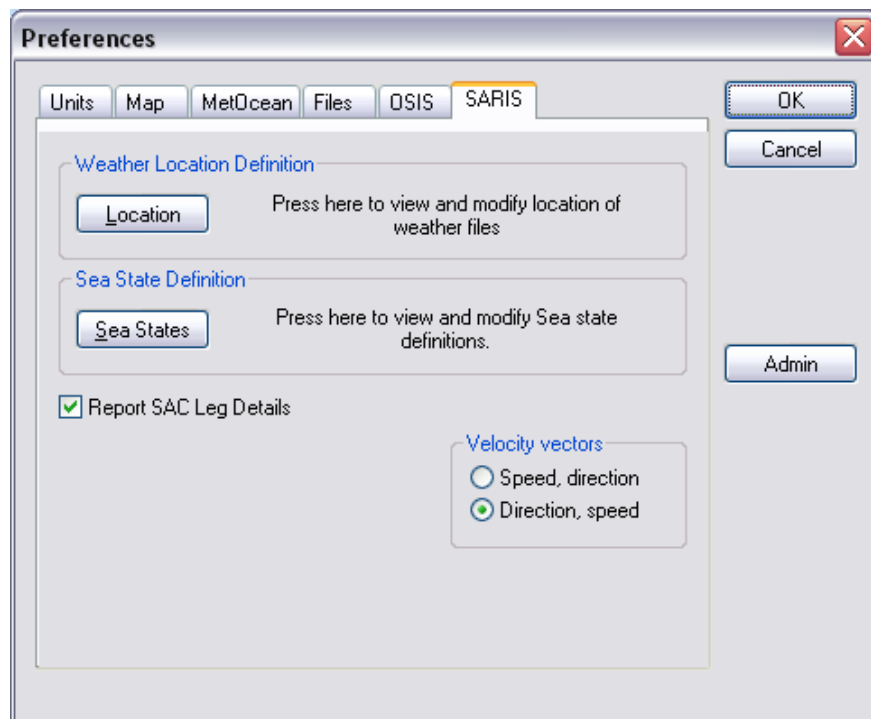 Preferences
Units Map MetOcean Files OSIS SARIS
OK
Cancel
Weather Location Definition
Location
Press here to view and modify location of
weather files
Sea State Definition
Sea States
Press here to view and modify Sea state
definitions.
Admin
Report SAC Leg Details
Velocity vectors
Speed, direction
Direction, speed